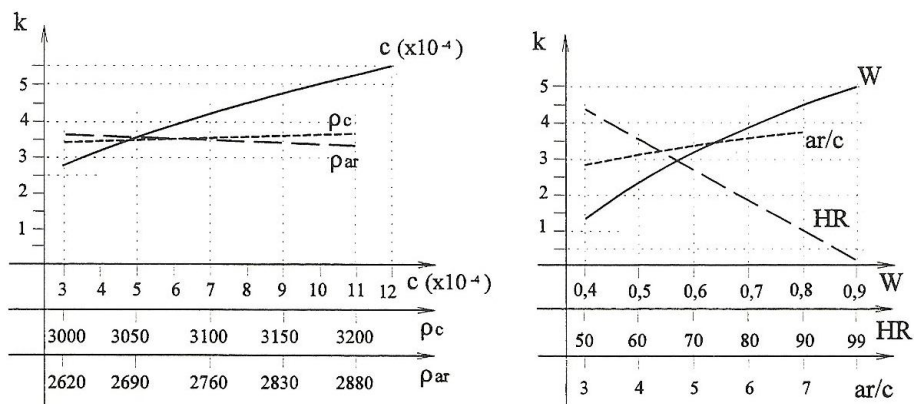 k
c (x10⁻⁴)
5
4
3
2
1
ρc
ρar
3 4 5 6 7 8 9 10 11 12 c (x10⁻⁴)
3000 3050 3100 3150 3200 ρc
2620 2690 2760 2830 2880 ρar
k
5
4
3
2
1
W
ar/c
HR
0,4 0,5 0,6 0,7 0,8 0,9 W
50 60 70 80 90 99 HR
3 4 5 6 7 ar/c